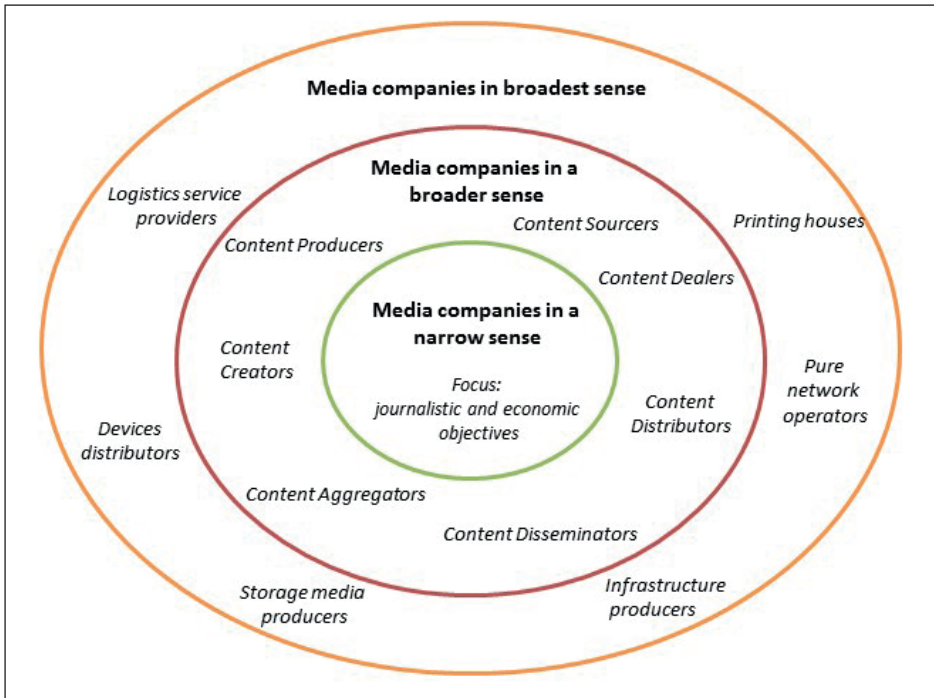 Media companies in broadest sense
Media companies in a
broader sense
Logistics service
providers
Content Producers
Content Sourcers
Printing houses
Content Dealers
Media companies in a
narrow sense
Focus:
journalistic and economic
objectives
Content
Creators
Content
Distributors
Pure
network
operators
Devices
distributors
Content Aggregators
Content Disseminators
Storage media
producers
Infrastructure
producers